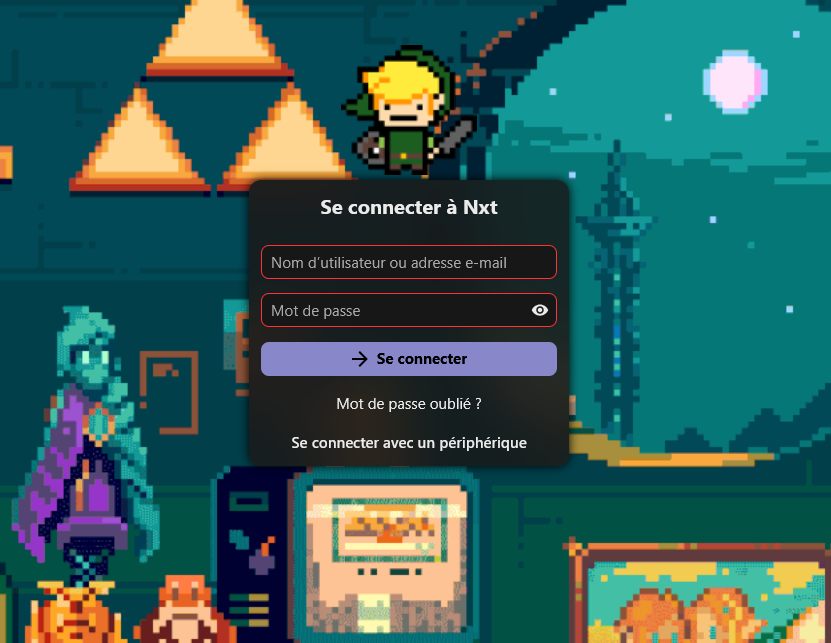 Se connecter à Nxt
Nom d’utilisateur ou adresse e-mail
Mot de passe
Se connecter
Mot de passe oublié ?
Se connecter avec un périphérique